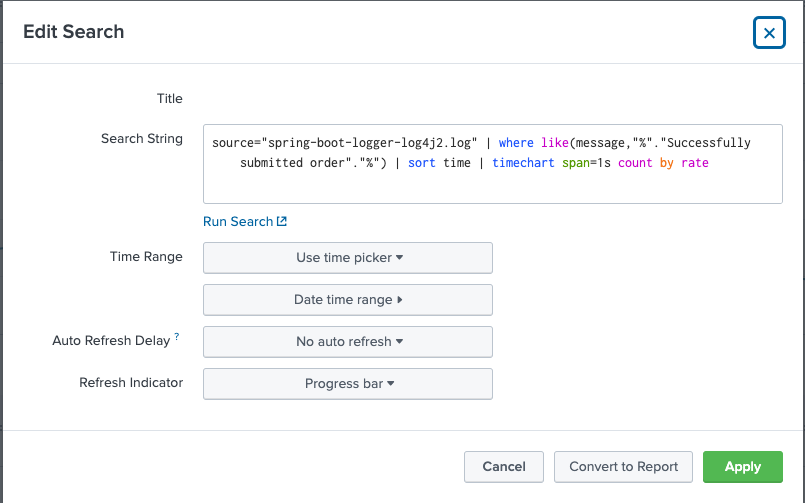 Edit Search
Title
Search String
source="spring-boot-logger-log4j2.log" | where like(message,"%"."Successfully
submitted order"."%") | sort time | timechart span=1s count by rate
Run Search
Time Range
Use time picker
Date time range
Auto Refresh Delay ?
No auto refresh
Refresh Indicator
Progress bar
Cancel
Convert to Report
Apply